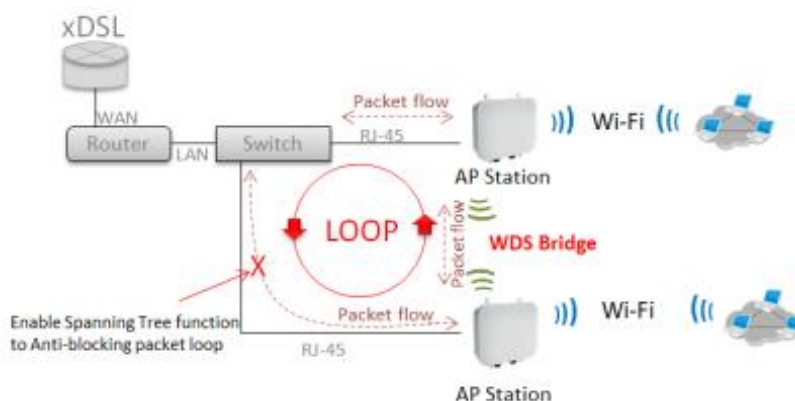 xDSL
WAN
Router
LAN
Switch
Packet flow
RJ-45
Wi-Fi
AP Station
LOOP
Packet flow
WDS Bridge
X
Enable Spanning Tree function
to Anti-blocking packet loop
Packet flow
RJ-45
Wi-Fi
AP Station